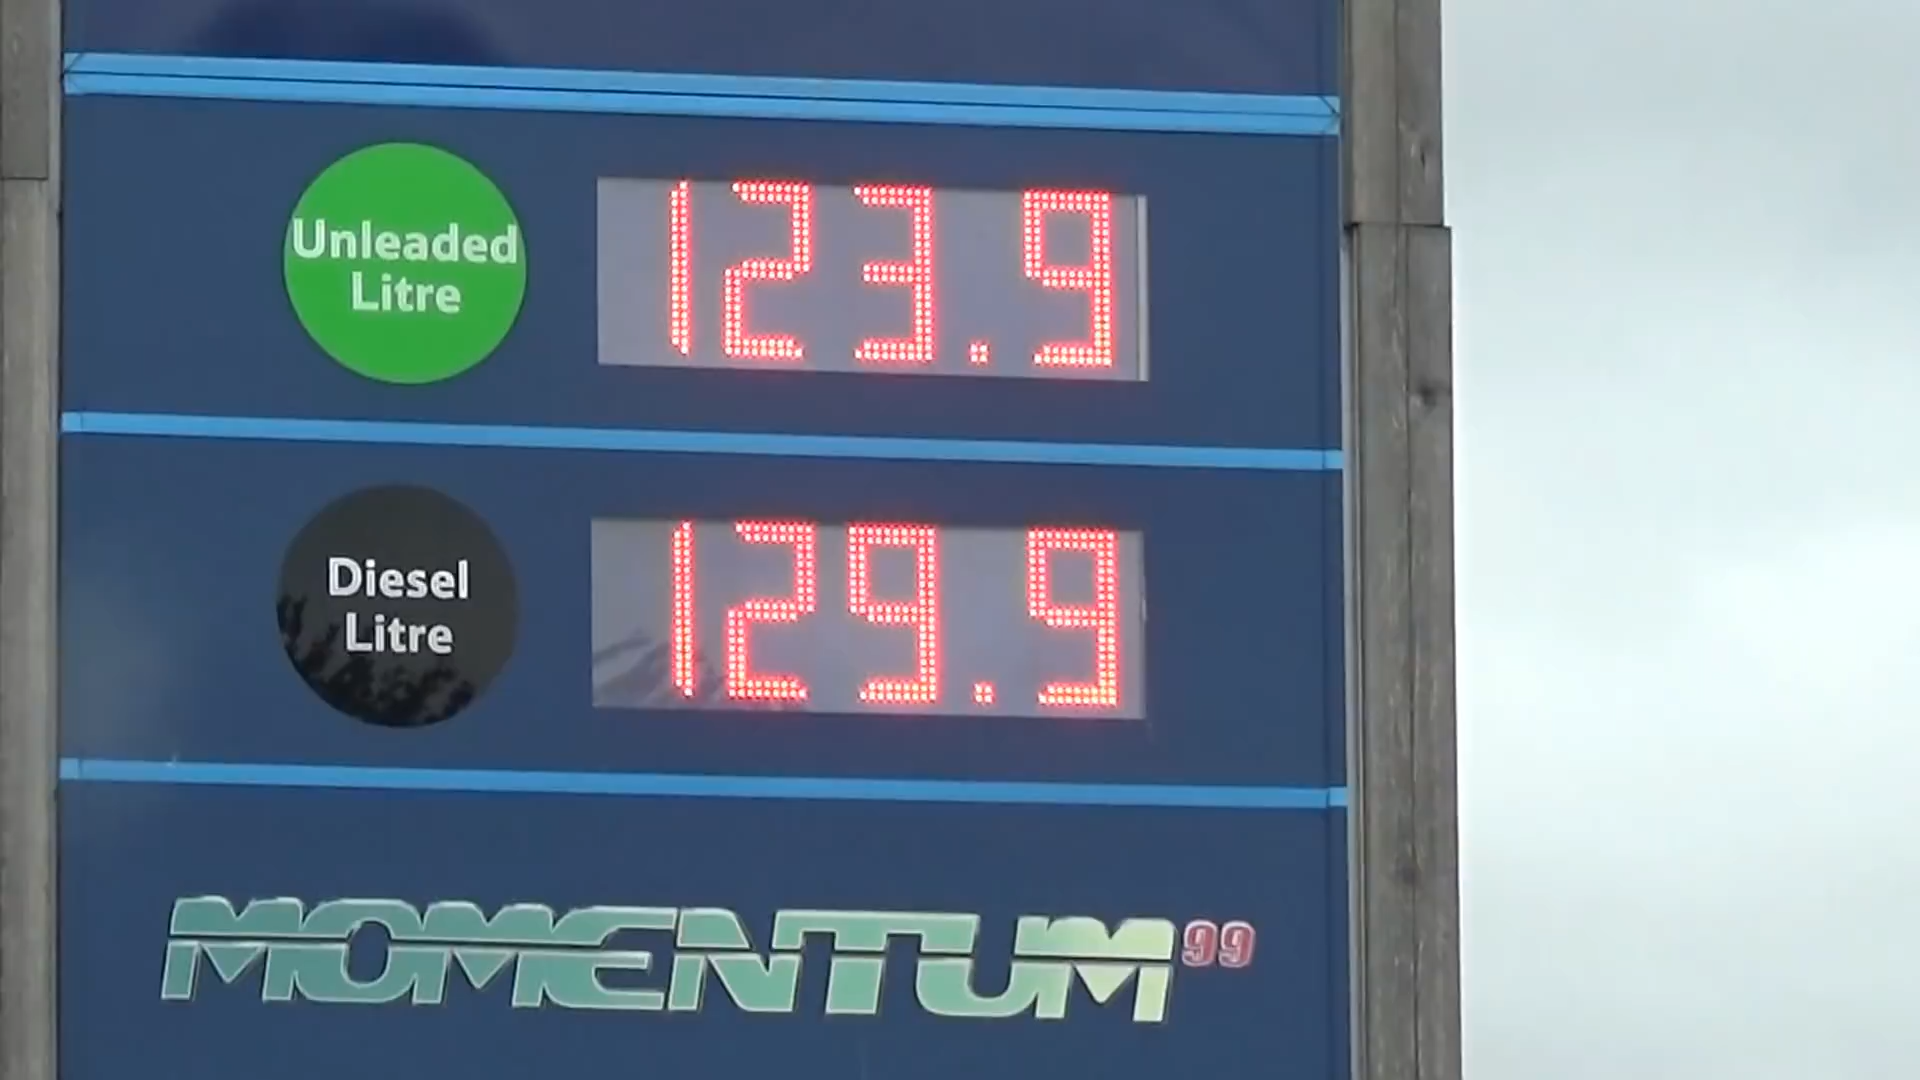 Unleaded
Litre
123.9
Diesel
Litre
129.9
MOMENTUM99